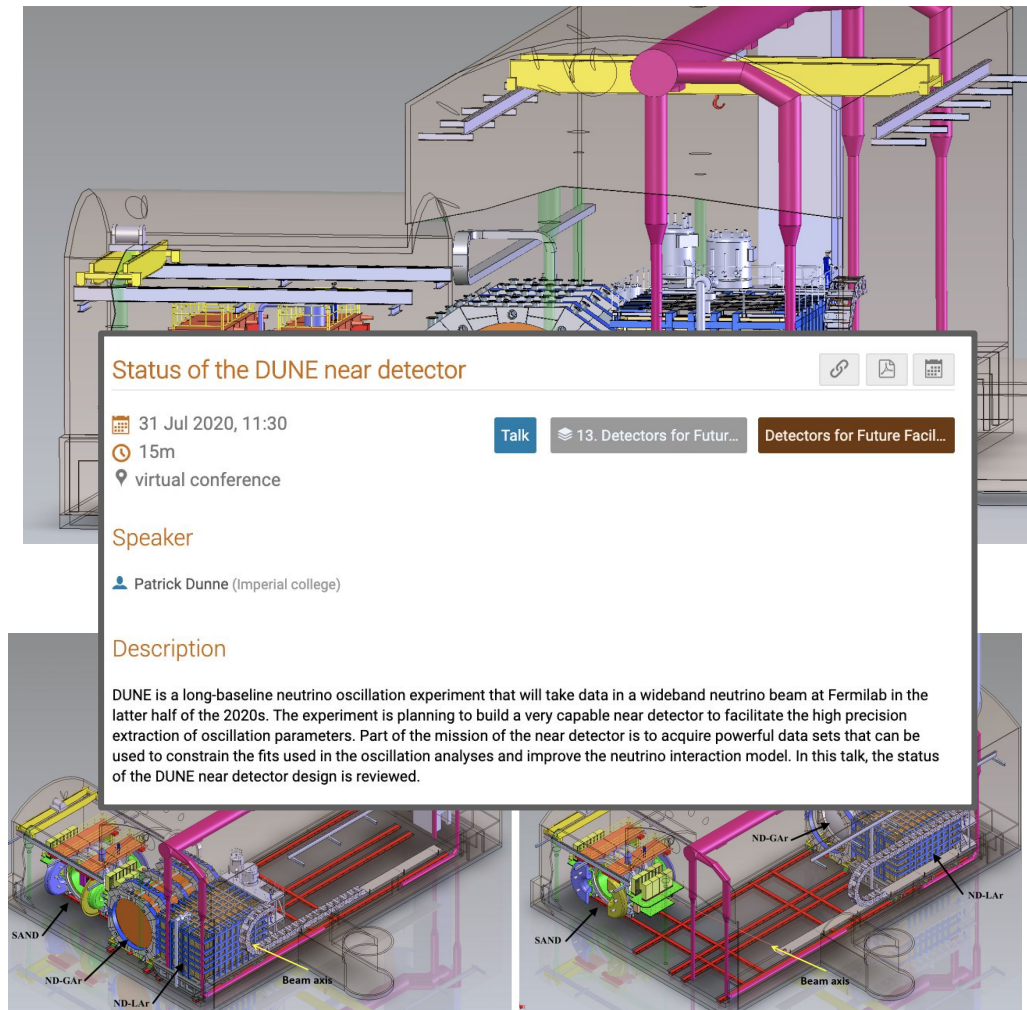 Status of the DUNE near detector
31 Jul 2020, 11:30
15m
virtual conference
Talk
13. Detectors for Futur...
Detectors for Future Facil...
Speaker
Patrick Dunne (Imperial college)
Description
DUNE is a long-baseline neutrino oscillation experiment that will take data in a wideband neutrino beam at Fermilab in the
latter half of the 2020s. The experiment is planning to build a very capable near detector to facilitate the high precision
extraction of oscillation parameters. Part of the mission of the near detector is to acquire powerful data sets that can be
used to constrain the fits used in the oscillation analyses and improve the neutrino interaction model. In this talk, the status
of the DUNE near detector design is reviewed.
SAND
ND-GAr
ND-LAr
Beam axis
ND-GAr
ND-LAr
SAND
Beam axis